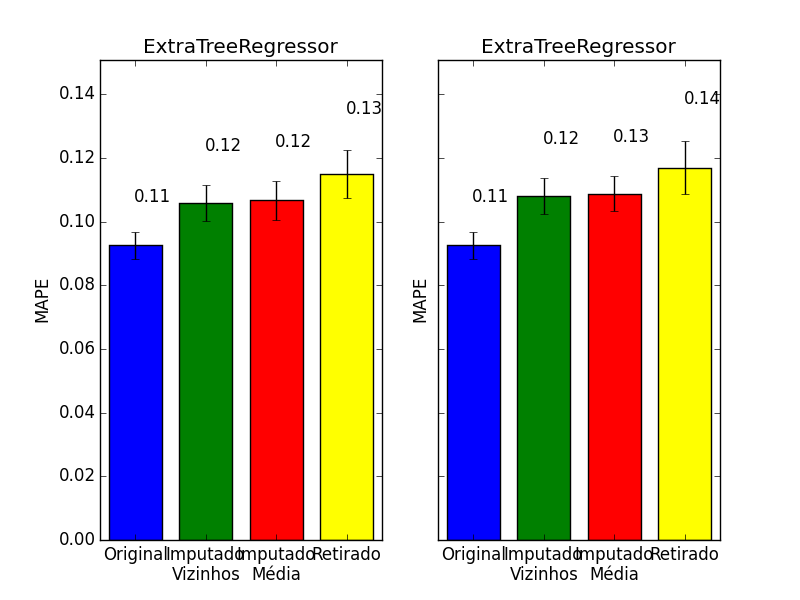 ExtraTreeRegressor
MAPE
0.14
0.12
0.10
0.08
0.06
0.04
0.02
0.00
0.11
0.12
0.12
0.13
Original
Imputado
Vizinhos
Imputado
Média
Retirado
ExtraTreeRegressor
MAPE
0.11
0.12
0.13
0.14
Original
Imputado
Vizinhos
Imputado
Média
Retirado